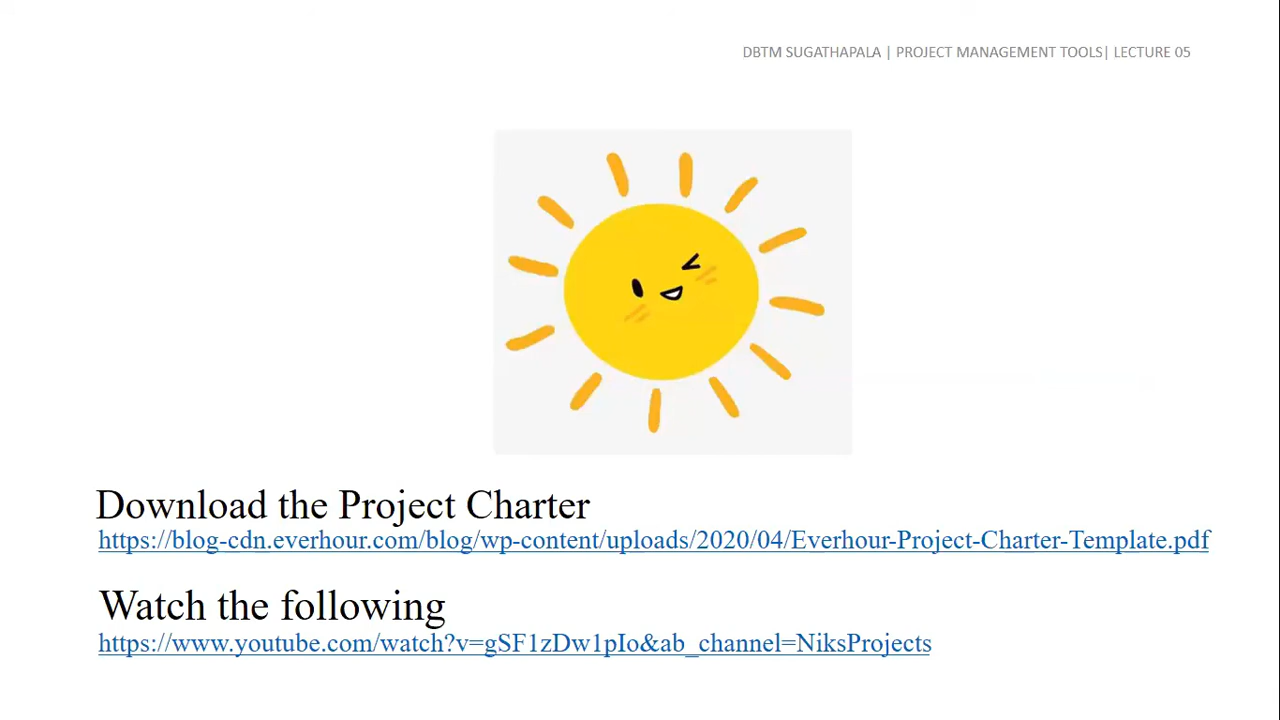 DBTM SUGATHAPALA | PROJECT MANAGEMENT TOOLS| LECTURE 05
Download the Project Charter
https://blog-cdn.everhour.com/blog/wp-content/uploads/2020/04/Everhour-Project-Charter-Template.pdf
Watch the following
https://www.youtube.com/watch?v=gSF1zDw1pIo&ab_channel=NiksProjects